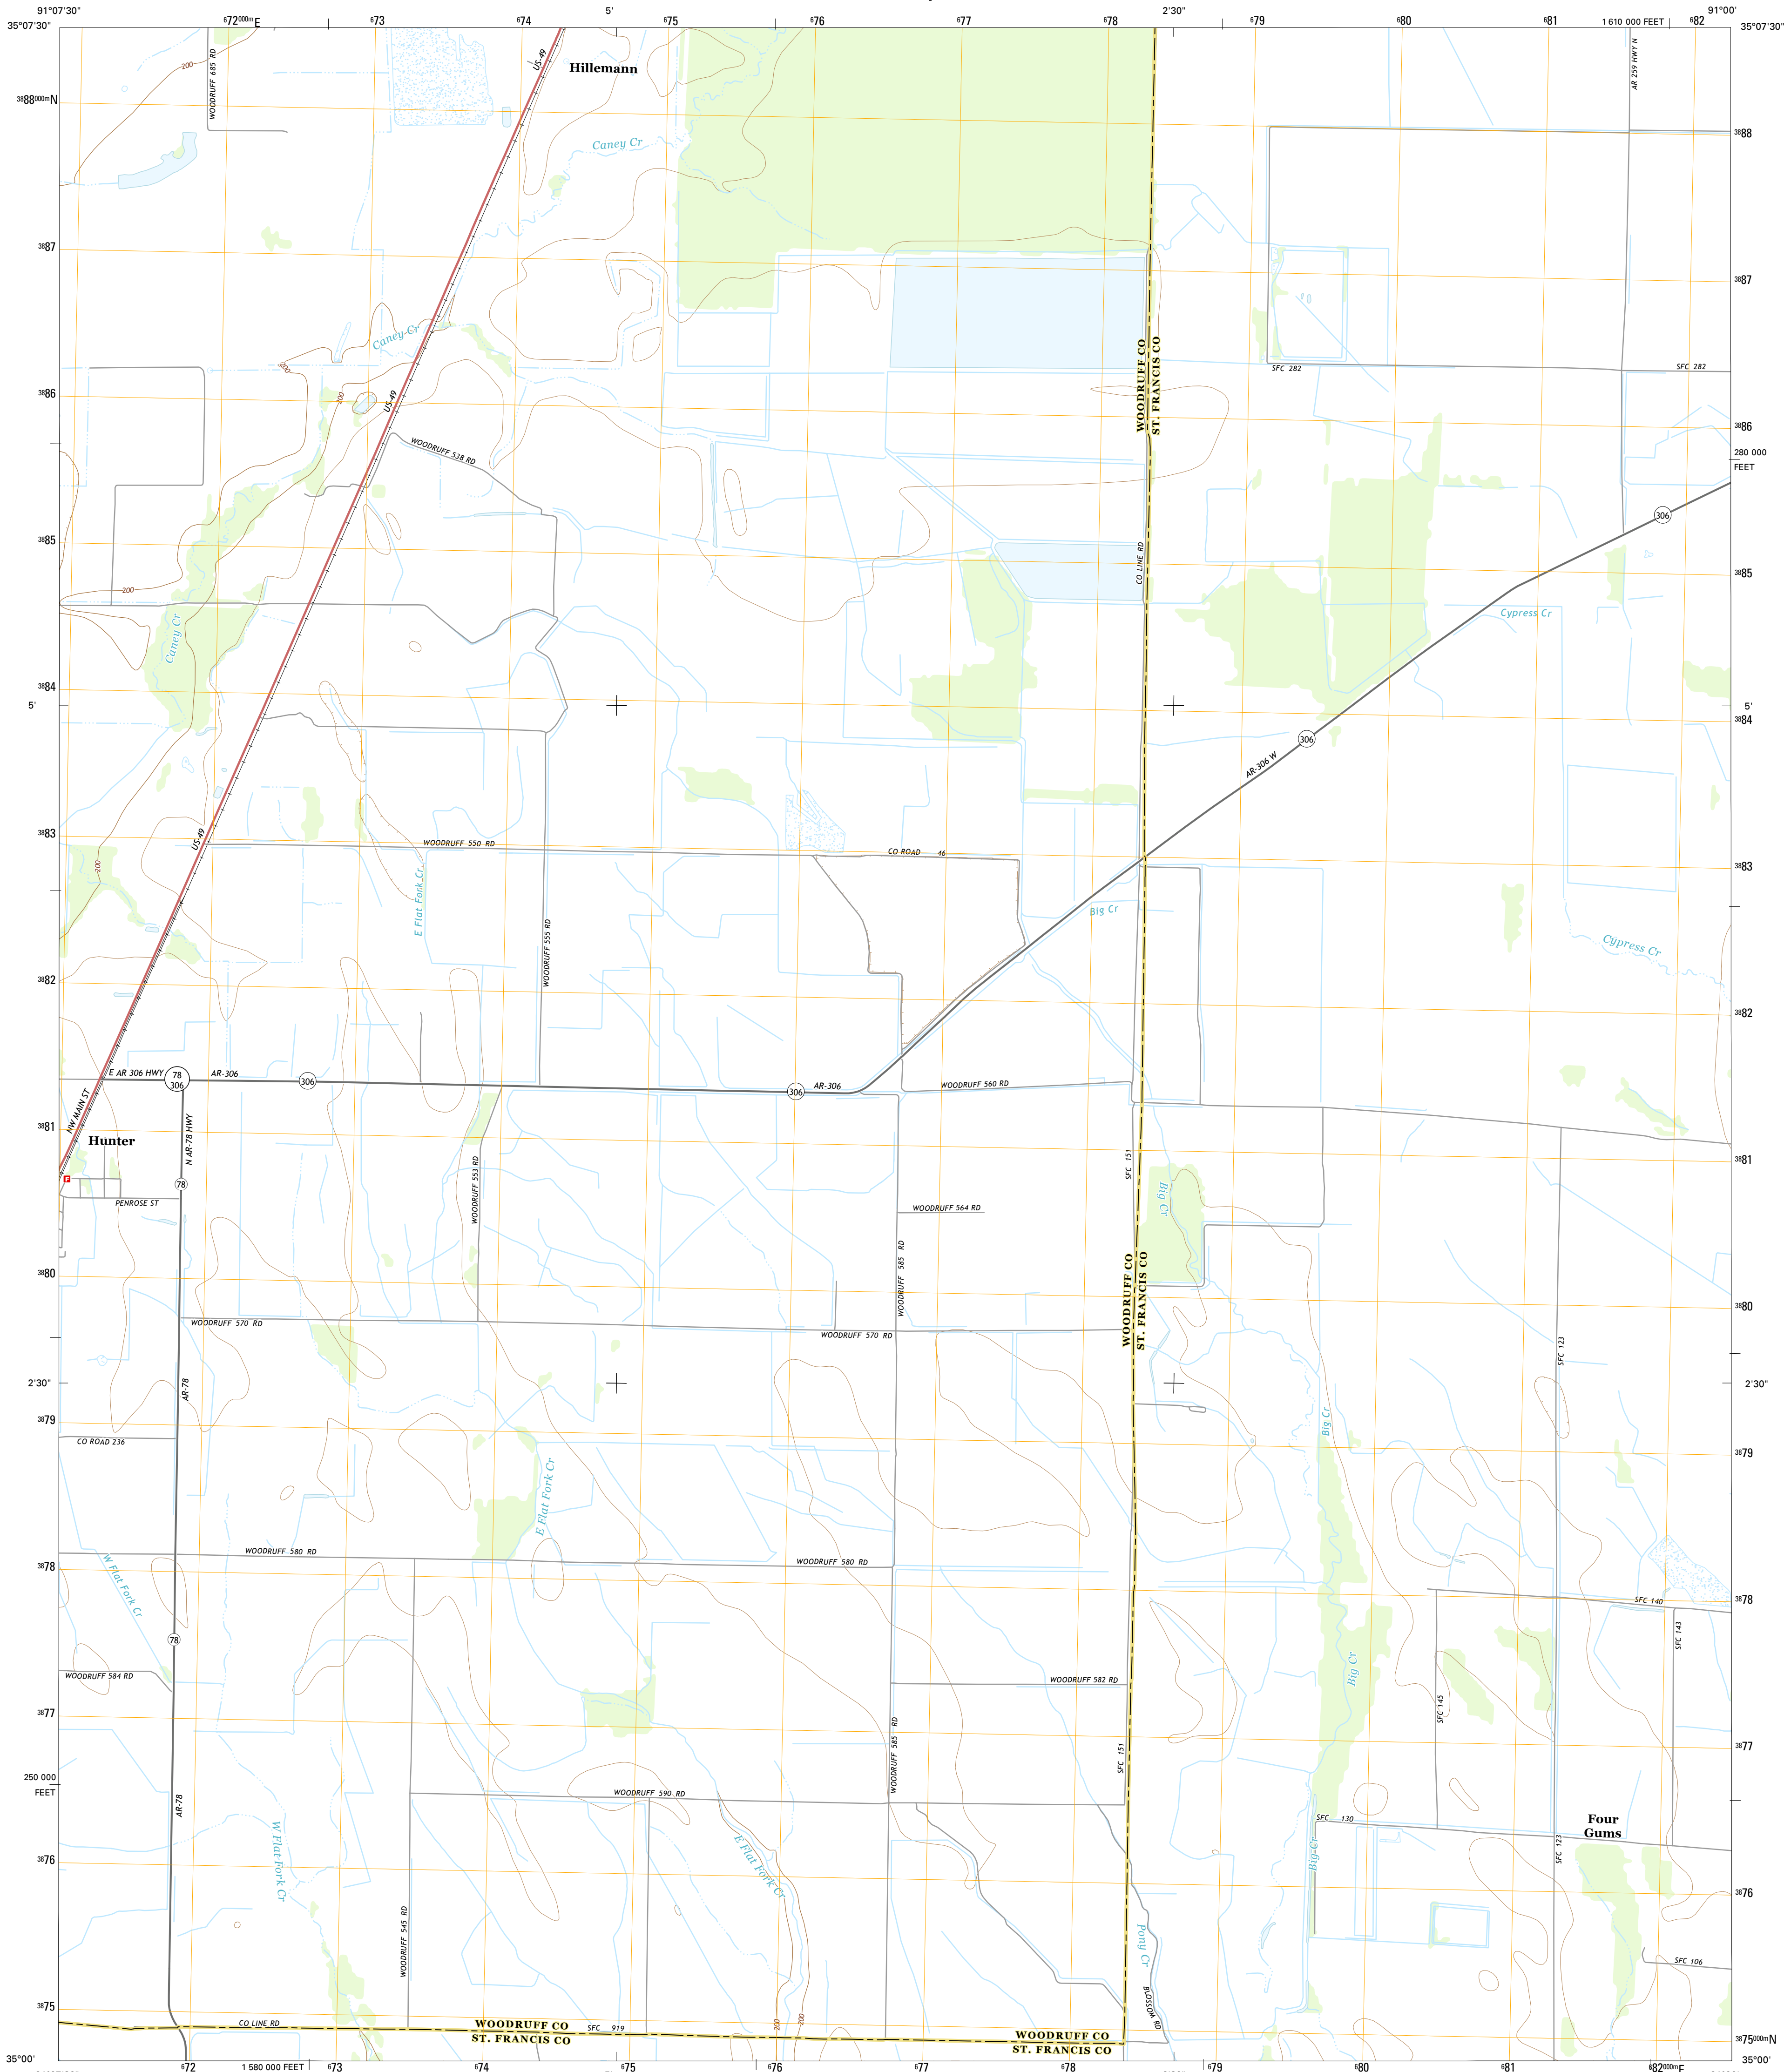 91°07'30"
672000mE
673
674
5'
675
676
677
678
2'30"
679
680
681
1 610 000 FEET
682
91°00'
35°07'30"
35°07'30"
WOODRUFF 685 RD
200
US-49
Hillemann
AR 259 HWY N
3888000mN
3888
Caney Cr
3887
3887
Caney Cr
200
200
US-49
WOODRUFF CO
ST. FRANCIS CO
SFC 282
SFC 282
3886
3886
WOODRUFF 538 RD
280 000
FEET
306
3885
3885
CO LINE RD
200
Caney Cr
Cypress Cr
3884
3884
5'
5'
306
AR-306 W
3883
3883
US-49
WOODRUFF 550 RD
CO ROAD 46
200
E Flat Fork Cr
Big Cr
WOODRUFF 555 RD
Cypress Cr
3882
3882
E AR 306 HWY
78
306
AR-306
306
306
AR-306
WOODRUFF 560 RD
NW MAIN ST
N AR-78 HWY
3881
3881
Hunter
F
78
PENROSE ST
WOODRUFF 553 RD
SFC 151
Big Cr
WOODRUFF 564 RD
WOODRUFF 585 RD
WOODRUFF CO
ST. FRANCIS CO
3880
3880
WOODRUFF 570 RD
WOODRUFF 570 RD
SFC 123
2'30"
2'30"
AR-78
3879
3879
Big Cr
CO ROAD 236
E Flat Fork Cr
WOODRUFF 580 RD
WOODRUFF 580 RD
3878
3878
W Flat Fork Cr
SFC 140
SFC 143
78
WOODRUFF 584 RD
Big Cr
WOODRUFF 582 RD
SFC 145
3877
3877
WOODRUFF 585 RD
SFC 151
250 000
FEET
AR-78
WOODRUFF 590 RD
SFC 130
Four
Gums
W Flat Fork Cr
E Flat Fork Cr
Big Cr
SFC 123
3876
3876
WOODRUFF 545 RD
Pony Cr
SFC 106
BLOSSOM RD
3875
3875000mN
CO LINE RD
WOODRUFF CO
ST. FRANCIS CO
SFC 919
200
200
WOODRUFF CO
ST. FRANCIS CO
35°00'
35°00'
672
1 580 000 FEET
673
674
675
676
677
678
679
680
681
682000mE